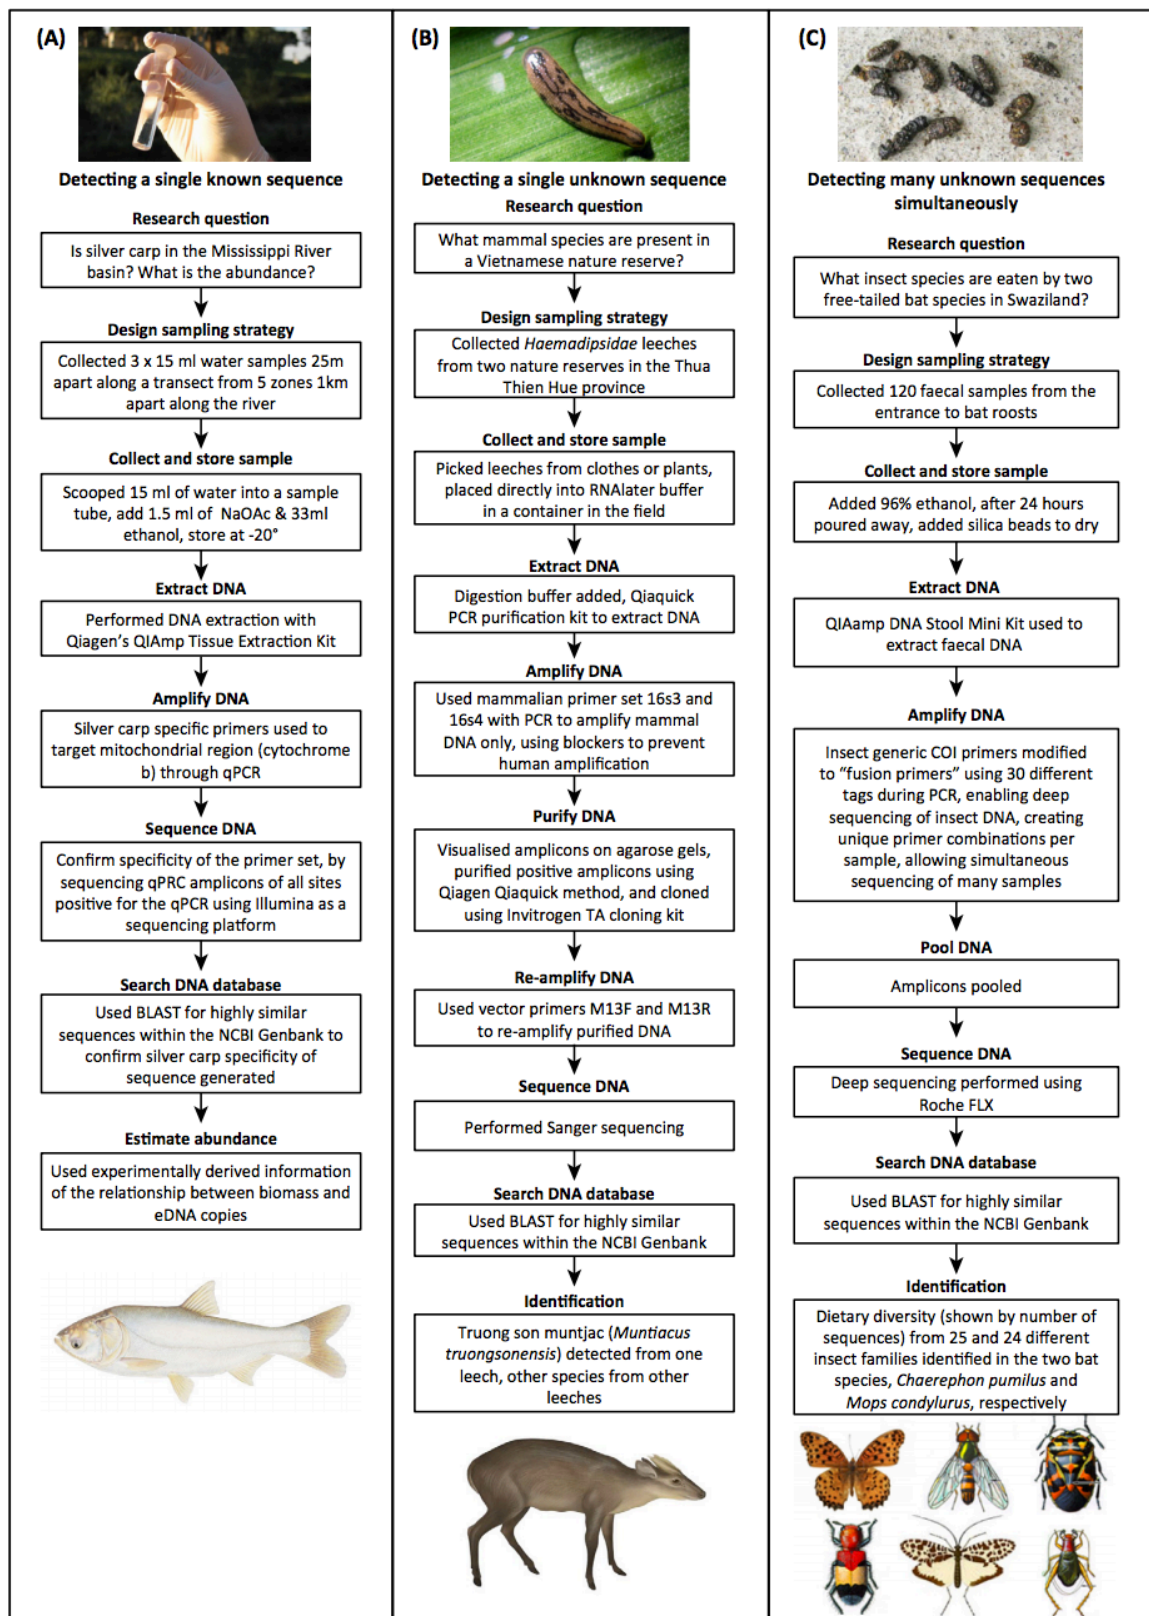 (A)
Detecting a single known sequence
Research question
Is silver carp in the Mississippi River
basin? What is the abundance?
Design sampling strategy
Collected 3 x 15 ml water samples 25m
apart along a transect from 5 zones 1km
apart along the river
Collect and store sample
Scooped 15 ml of water into a sample
tube, add 1.5 ml of NaOAc & 33ml
ethanol, store at -20°
Extract DNA
Performed DNA extraction with
Qiagen's QIAmp Tissue Extraction Kit
Amplify DNA
Silver carp specific primers used to
target mitochondrial region (cytochrome
b) through qPCR
Sequence DNA
Confirm specificity of the primer set, by
sequencing qPRC amplicons of all sites
positive for the qPCR using Illumina as a
sequencing platform
Search DNA database
Used BLAST for highly similar
sequences within the NCBI Genbank to
confirm silver carp specificity of
sequence generated
Estimate abundance
Used experimentally derived information
of the relationship between biomass and
eDNA copies
(B)
Detecting a single unknown sequence
Research question
What mammal species are present in
a Vietnamese nature reserve?
Design sampling strategy
Collected Haemadipsidae leeches
from two nature reserves in the Thua
Thien Hue province
Collect and store sample
Picked leeches from clothes or plants,
placed directly into RNAlater buffer
in a container in the field
Extract DNA
Digestion buffer added, Qiaquick
PCR purification kit to extract DNA
Amplify DNA
Used mammalian primer set 16s3 and
16s4 with PCR to amplify mammal
DNA only, using blockers to prevent
human amplification
Purify DNA
Visualised amplicons on agarose gels,
purified positive amplicons using
Qiagen Qiaquick method, and cloned
using Invitrogen TA cloning kit
Re-amplify DNA
Used vector primers M13F and M13R
to re-amplify purified DNA
Sequence DNA
Performed Sanger sequencing
Search DNA database
Used BLAST for highly similar
sequences within the NCBI Genbank
Identification
Truong son muntjac (Muntiacus
truongsonensis) detected from one
leech, other species from other
leeches
(C)
Detecting many unknown sequences
simultaneously
Research question
What insect species are eaten by two
free-tailed bat species in Swaziland?
Design sampling strategy
Collected 120 faecal samples from the
entrance to bat roosts
Collect and store sample
Added 96% ethanol, after 24 hours
poured away, added silica beads to dry
Extract DNA
QIAamp DNA Stool Mini Kit used to
extract faecal DNA
Amplify DNA
Insect generic COI primers modified
to “fusion primers” using 30 different
tags during PCR, enabling deep
sequencing of insect DNA, creating
unique primer combinations per
sample, allowing simultaneous
sequencing of many samples
Pool DNA
Amplicons pooled
Sequence DNA
Deep sequencing performed using
Roche FLX
Search DNA database
Used BLAST for highly similar
sequences within the NCBI Genbank
Identification
Dietary diversity (shown by number of
sequences) from 25 and 24 different
insect families identified in the two bat
species, Chaerephon pumilus and
Mops condylurus, respectively